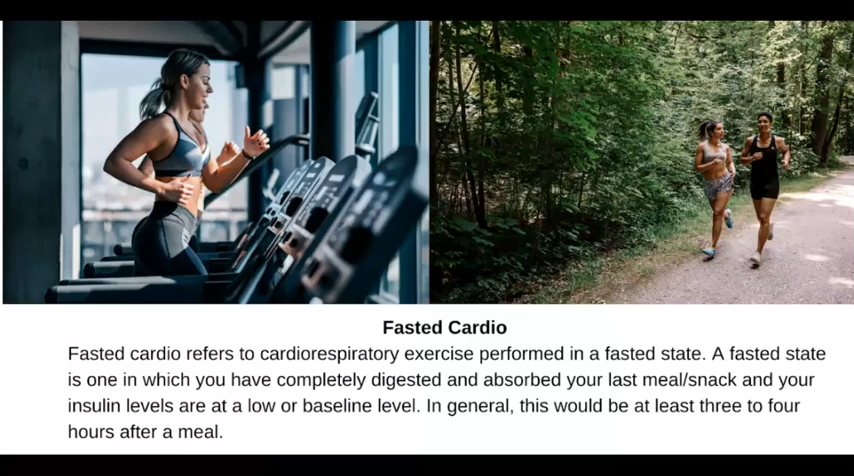 Fasted Cardio
Fasted cardio refers to cardiorespiratory exercise performed in a fasted state. A fasted state
is one in which you have completely digested and absorbed your last meal/snack and your
insulin levels are at a low or baseline level. In general, this would be at least three to four
hours after a meal.